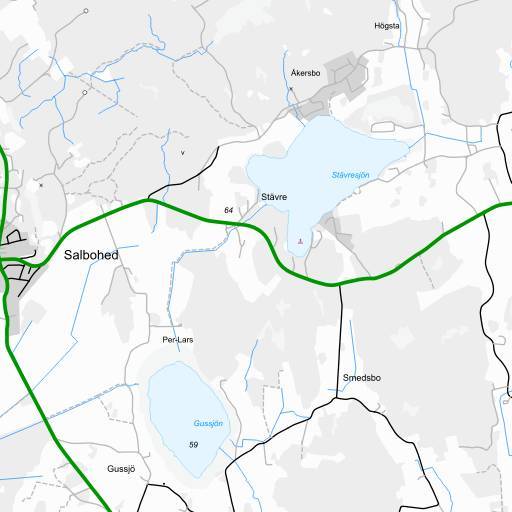 Högsta
Åkersbo
Stävresjön
Stävre
64
Salbohed
Per-Lars
Smedsbo
Gussjön
59
Gussjö